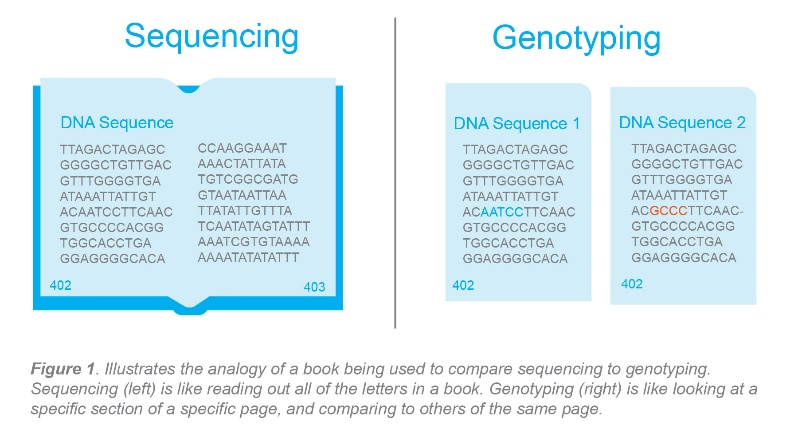 Sequencing
DNA Sequence
TTAGACTAGAGC
GGGGCTGTTGAC
GTTTGGGGTGA
ATAAATTATTGT
ACAATCCTTCAAC
GTGCCCCACGG
TGGCACCTGA
GGAGGGGCACA
402
CCAAGGAAAT
AAACTATTATA
TGTCGGCGATG
GTAATAATTAA
TTATATTGTTTA
TCAATATAGTATTT
AAATCGTGTAAAA
AAAATATATATTT
403
Genotyping
DNA Sequence 1
TTAGACTAGAGC
GGGGCTGTTGAC
GTTTGGGGTGA
ATAAATTATTGT
ACAATCCTTCAAC
GTGCCCCACGG
TGGCACCTGA
GGAGGGGCACA
402
DNA Sequence 2
TTAGACTAGAGC
GGGGCTGTTGAC
GTTTGGGGTGA
ATAAATTATTGT
ACGCCCTTCAAC-
GTGCCCCACGG
TGGCACCTGA
GGAGGGGCACA
402
Figure 1. Illustrates the analogy of a book being used to compare sequencing to genotyping.
Sequencing (left) is like reading out all of the letters in a book. Genotyping (right) is like looking at a
specific section of a specific page, and comparing to others of the same page.